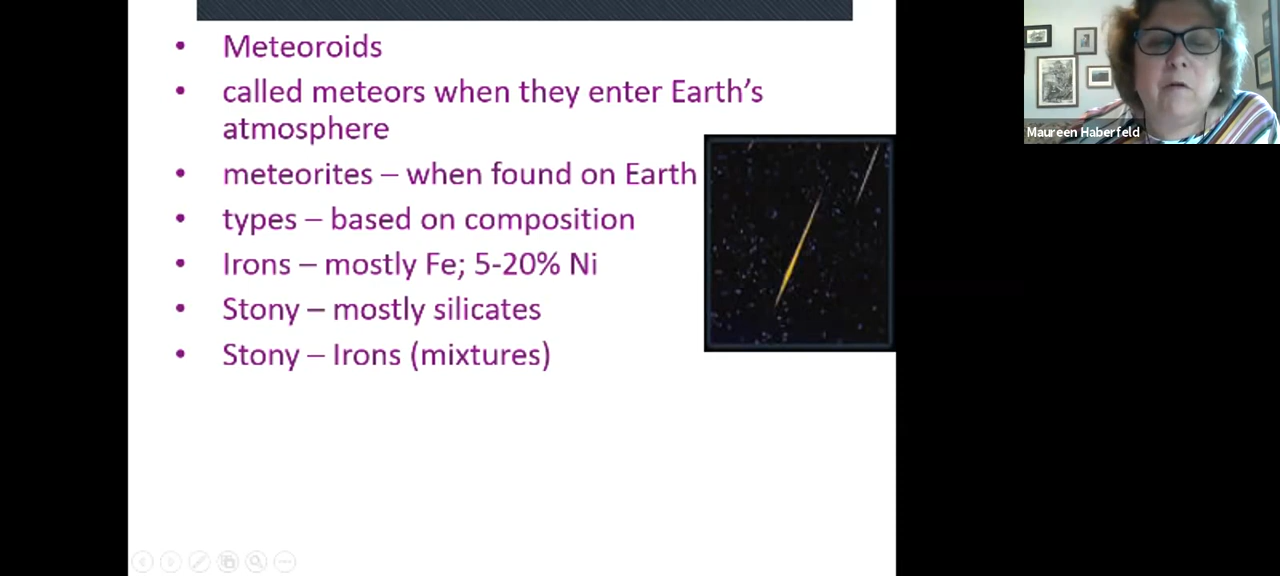 • Meteoroids
• called meteors when they enter Earth’s
atmosphere
• meteorites – when found on Earth
• types – based on composition
• Irons – mostly Fe; 5-20% Ni
• Stony – mostly silicates
• Stony – Irons (mixtures)
Maureen Haberfeld